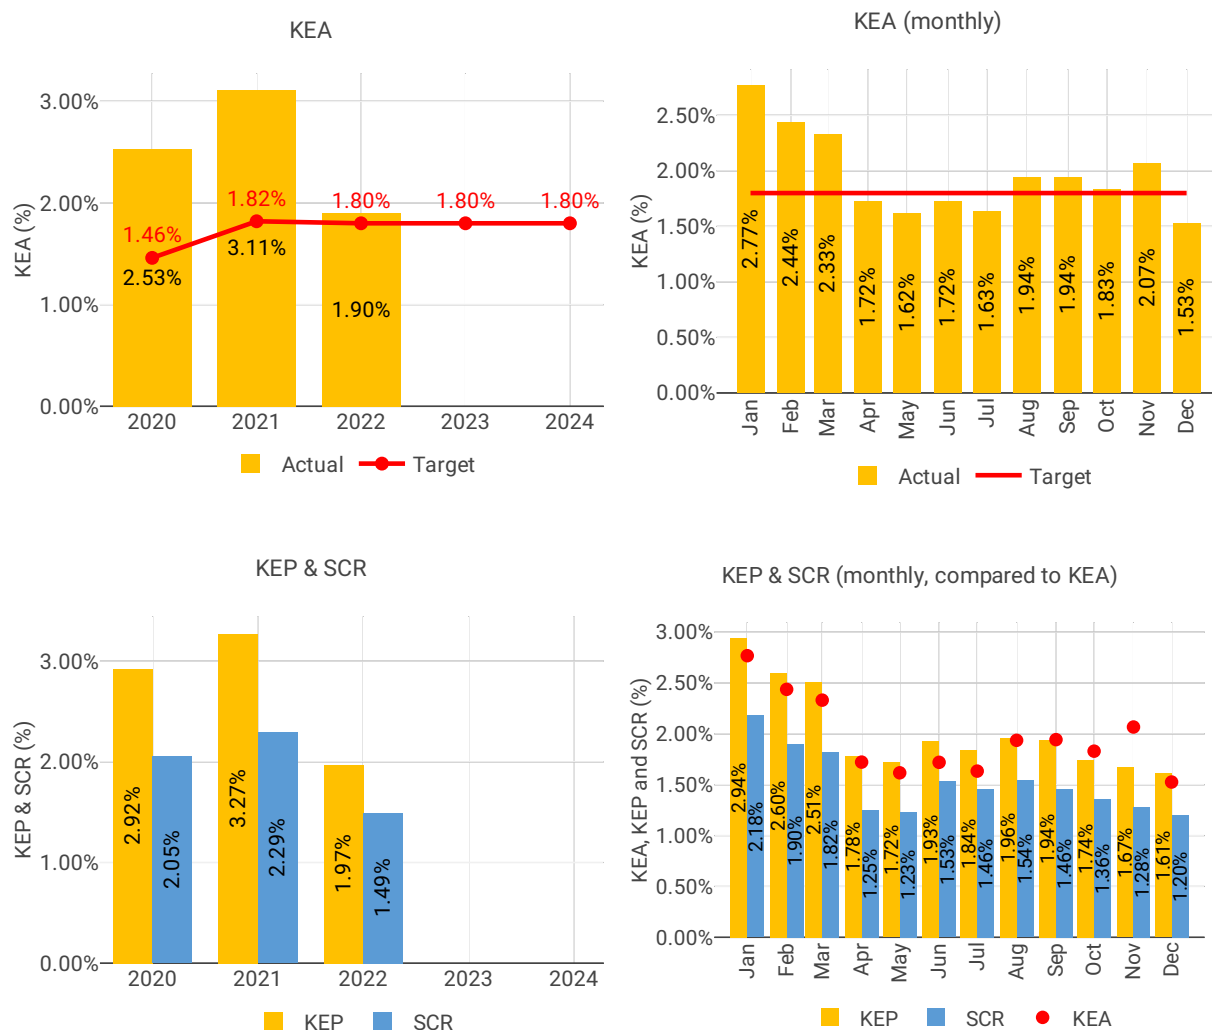 KEA
KEA (%)
3.00%
2.00%
1.00%
0.00%
1.46%
1.82%
1.80%
1.80%
1.80%
2.53%
3.11%
1.90%
2020
2021
2022
2023
2024
Actual
Target
KEA (monthly)
KEA (%)
2.50%
2.00%
1.50%
1.00%
0.50%
0.00%
2.77%
2.44%
2.33%
1.72%
1.62%
1.72%
1.63%
1.94%
1.94%
1.83%
2.07%
1.53%
Jan
Feb
Mar
Apr
May
Jun
Jul
Aug
Sep
Oct
Nov
Dec
Actual
Target
KEP & SCR
KEP & SCR (%)
3.00%
2.00%
1.00%
0.00%
2.92%
2.05%
3.27%
2.29%
1.97%
1.49%
2020
2021
2022
2023
2024
KEP
SCR
KEP & SCR (monthly, compared to KEA)
KEA, KEP and SCR (%)
3.00%
2.50%
2.00%
1.50%
1.00%
0.50%
0.00%
2.94%
2.18%
2.60%
1.90%
2.51%
1.82%
1.78%
1.25%
1.72%
1.23%
1.93%
1.53%
1.84%
1.46%
1.96%
1.54%
1.94%
1.46%
1.74%
1.36%
1.67%
1.28%
1.61%
1.20%
Jan
Feb
Mar
Apr
May
Jun
Jul
Aug
Sep
Oct
Nov
Dec
KEP
SCR
KEA